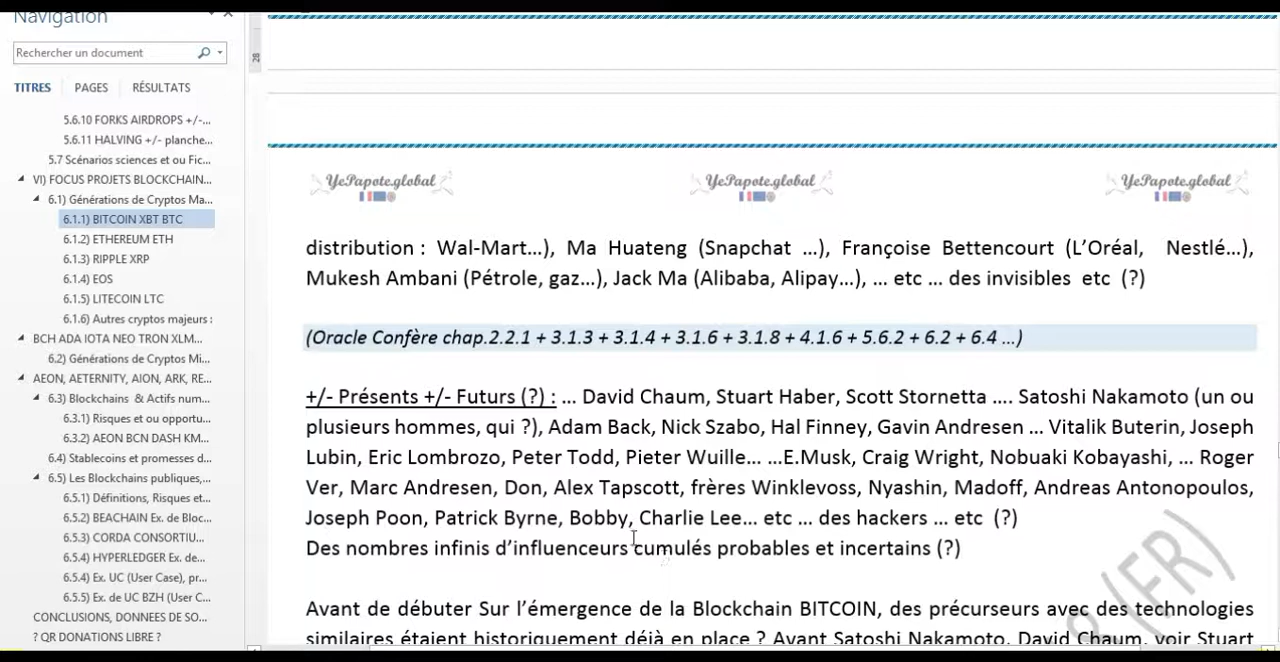 Navigation
Rechercher un document
TITRES PAGES RÉSULTATS
5.6.10 FORKS AIRDROPS +/-...
5.6.11 HALVING +/- planche...
5.7 Scénarios sciences et ou Fic...
VI) FOCUS PROJETS BLOCKCHAIN...
6.1) Générations de Cryptos Ma...
6.1.1) BITCOIN XBT BTC
6.1.2) ETHEREUM ETH
6.1.3) RIPPLE XRP
6.1.4) EOS
6.1.5) LITECOIN LTC
6.1.6) Autres cryptos majeurs :
BCH ADA IOTA NEO TRON XLM...
6.2) Générations de Cryptos Mi...
AEON, AETERNITY, AION, ARK, RE...
6.3) Blockchains & Actifs num...
6.3.1) Risques et ou opportu...
6.3.2) AEON BCN DASH KM...
6.4) Stablecoins et promesses d...
6.5) Les Blockchains publiques,...
6.5.1) Définitions, Risques et...
6.5.2) BEACHAIN Ex. de Bloc...
6.5.3) CORDA CONSORTIU...
6.5.4) HYPERLEDGER Ex. de...
6.5.4) Ex. UC (User Case), pr...
6.5.5) Ex. de UC BZH (User C...
CONCLUSIONS, DONNEES DE SO...
? QR DONATIONS LIBRE ?
28
YePapote.global YePapote.global YePapote.global
distribution : Wal-Mart...), Ma Huateng (Snapchat ...), Françoise Bettencourt (L’Oréal, Nestlé...),
Mukesh Ambani (Pétrole, gaz...), Jack Ma (Alibaba, Alipay...), ... etc ... des invisibles etc (?)
(Oracle Confère chap.2.2.1 + 3.1.3 + 3.1.4 + 3.1.6 + 3.1.8 + 4.1.6 + 5.6.2 + 6.2 + 6.4 ...)
+/- Présents +/- Futurs (?) : ... David Chaum, Stuart Haber, Scott Stornetta .... Satoshi Nakamoto (un ou
plusieurs hommes, qui ?), Adam Back, Nick Szabo, Hal Finney, Gavin Andresen ... Vitalik Buterin, Joseph
Lubin, Eric Lombrozo, Peter Todd, Pieter Wuille... ...E.Musk, Craig Wright, Nobuaki Kobayashi, ... Roger
Ver, Marc Andresen, Don, Alex Tapscott, frères Winklevoss, Nyashin, Madoff, Andreas Antonopoulos,
Joseph Poon, Patrick Byrne, Bobby, Charlie Lee... etc ... des hackers ... etc (?)
Des nombres infinis d’influenceurs cumulés probables et incertains (?)
Avant de débuter Sur l’émergence de la Blockchain BITCOIN, des précurseurs avec des technologies
similaires étaient historiquement déjà en place ? Avant Satoshi Nakamoto, David Chaum, voir Stuart
(FR)